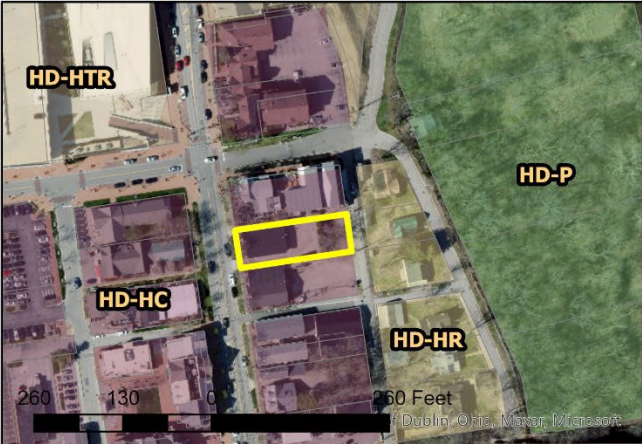 HD-HTR
HD-P
HD-HC
HD-HR
260 130 0 260 Feet
f Dublin, Ohio, Maxar, Microsoft